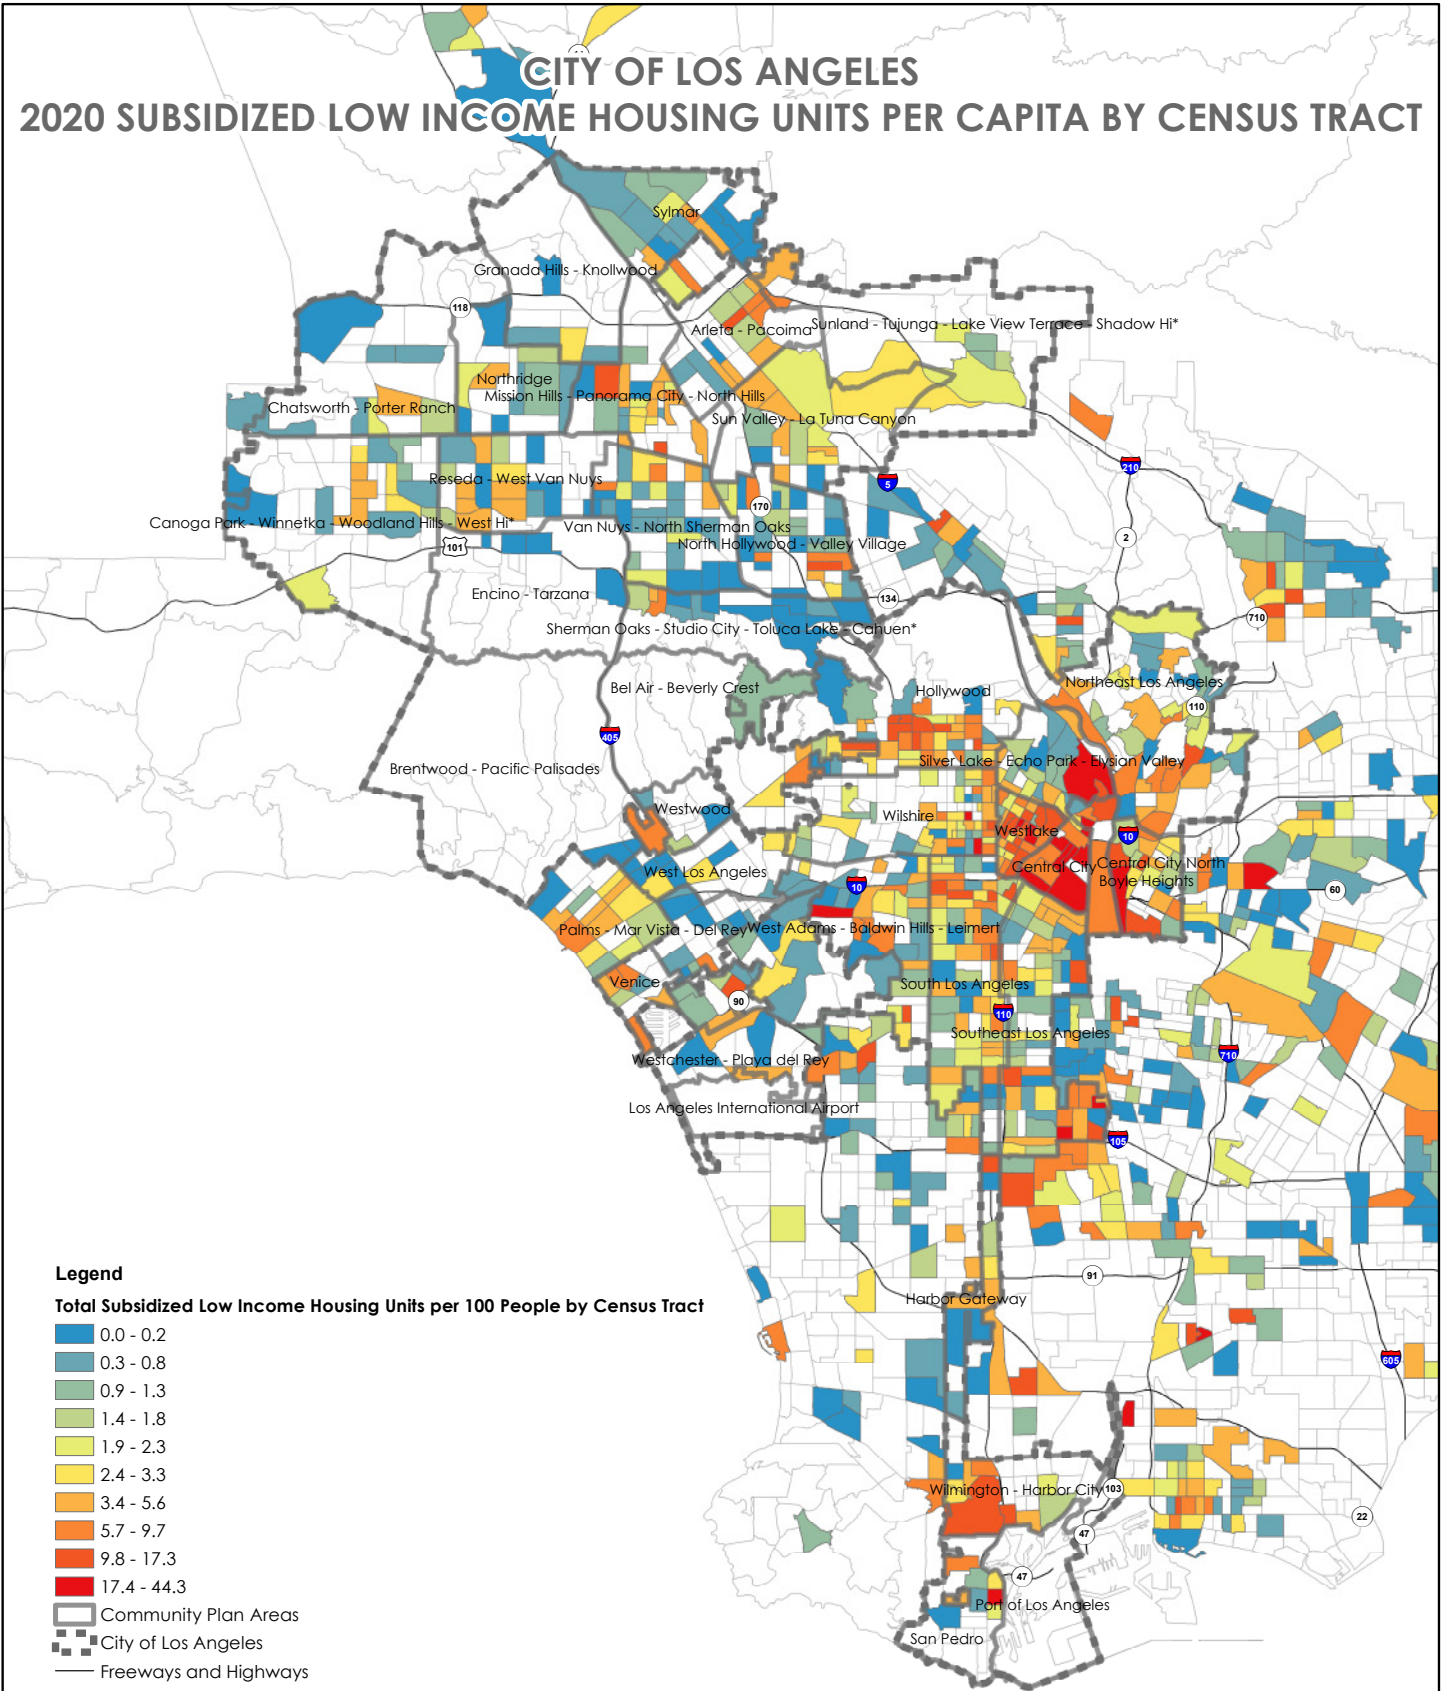 CITY OF LOS ANGELES
2020 SUBSIDIZED LOW INCOME HOUSING UNITS PER CAPITA BY CENSUS TRACT
Sylmar
Granada Hills - Knollwood
118
Arleta - Pacoima
Sunland - Tujunga - Lake View Terrace - Shadow Hi*
Northridge
Mission Hills - Panorama City - North Hills
Chatsworth - Porter Ranch
Sun Valley - La Tuna Canyon
210
Reseda - West Van Nuys
5
170
Canoga Park - Winnetka - Woodland Hills - West Hi*
Van Nuys - North Sherman Oaks
2
101
North Hollywood - Valley Village
Encino - Tarzana
134
710
Sherman Oaks - Studio City - Toluca Lake - Cahuen*
Northeast Los Angeles
Bel Air - Beverly Crest
Hollywood
110
405
Silver Lake - Echo Park - Elysian Valley
Brentwood - Pacific Palisades
Westwood
Wilshire
Westlake
10
West Los Angeles
Central City
Central City North
10
Boyle Heights
60
Palms - Mar Vista - Del Rey
West Adams - Baldwin Hills - Leimert
Venice
South Los Angeles
90
110
Southeast Los Angeles
710
Westchester - Playa del Rey
Los Angeles International Airport
105
91
Harbor Gateway
605
Wilmington - Harbor City
103
22
47
47
Port of Los Angeles
San Pedro
Legend
Total Subsidized Low Income Housing Units per 100 People by Census Tract
0.0 - 0.2
0.3 - 0.8
0.9 - 1.3
1.4 - 1.8
1.9 - 2.3
2.4 - 3.3
3.4 - 5.6
5.7 - 9.7
9.8 - 17.3
17.4 - 44.3
Community Plan Areas
City of Los Angeles
Freeways and Highways